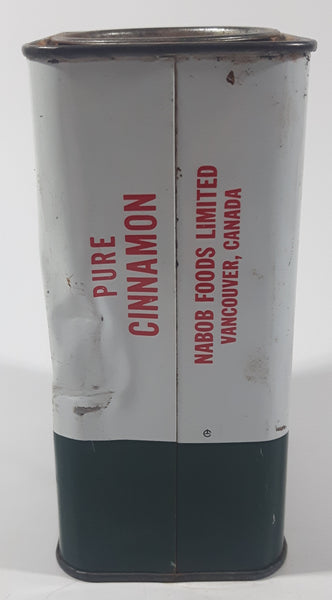 PURE
CINNAMON
NABOB FOODS LIMITED
VANCOUVER, CANADA